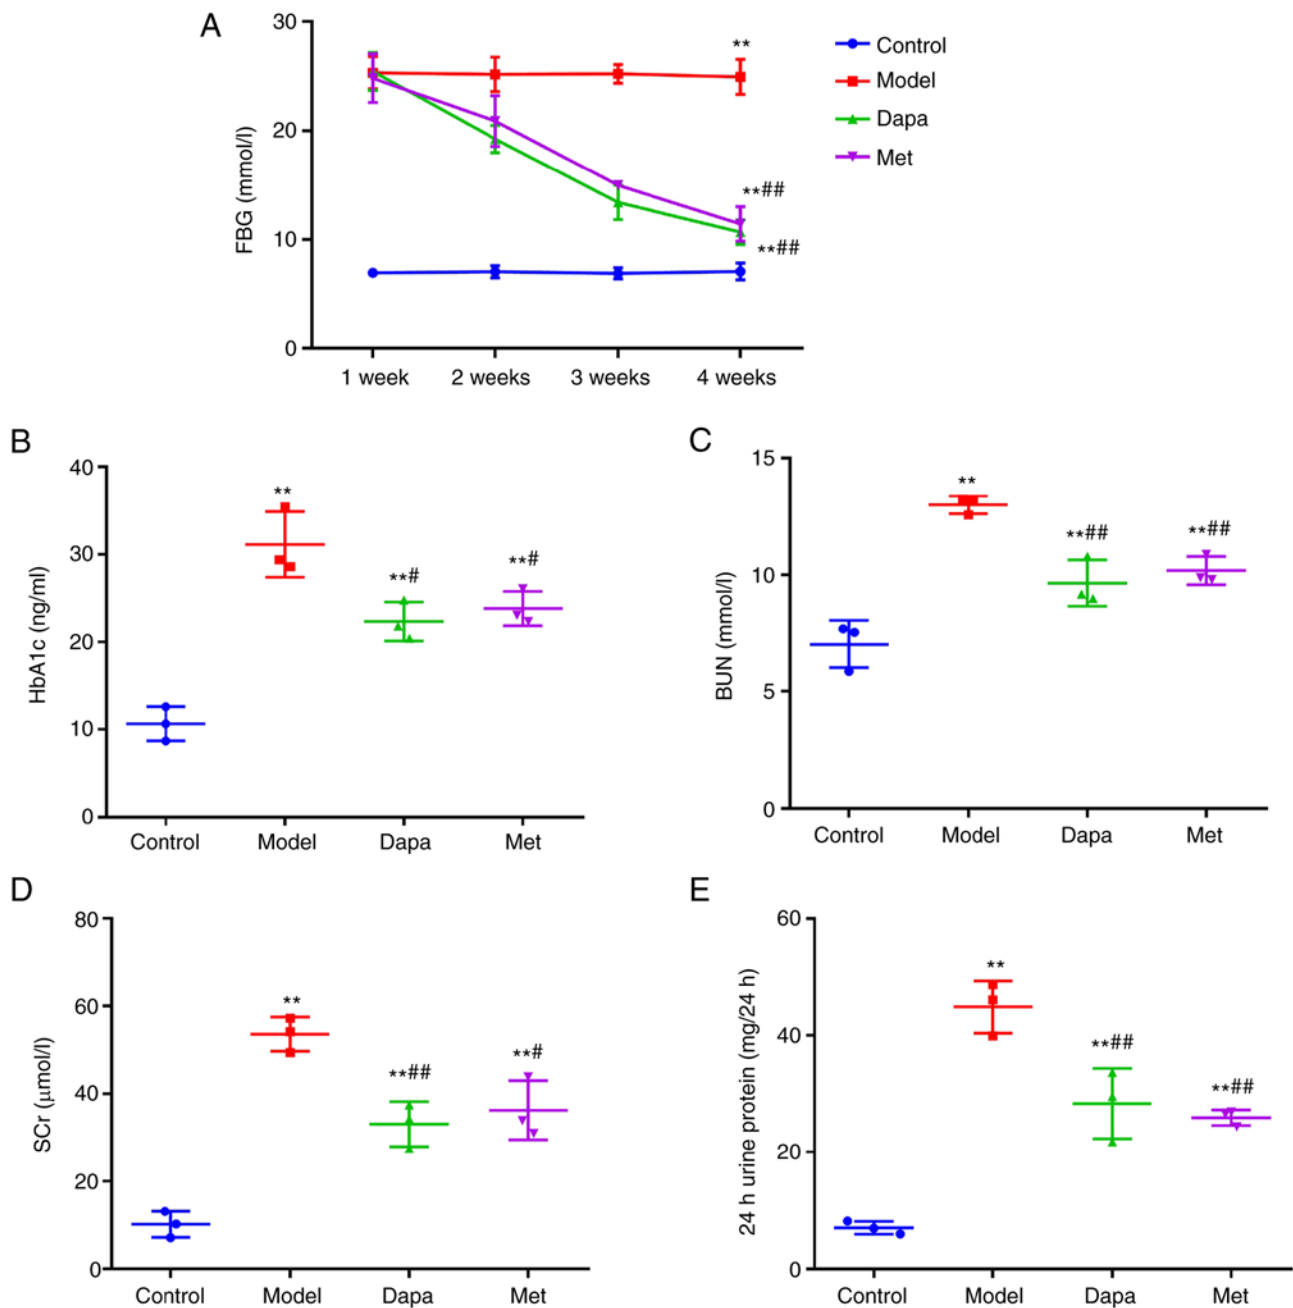 A
30
20
10
0
FBG (mmol/l)
**
**##
**##
1 week 2 weeks 3 weeks 4 weeks
Control
Model
Dapa
Met
B
40
30
20
10
0
HbA1c (ng/ml)
**
**#
**#
Control Model Dapa Met
C
15
10
5
0
BUN (mmol/l)
**
**##
**##
Control Model Dapa Met
D
80
60
40
20
0
SCr (μmol/l)
**
**##
**#
Control Model Dapa Met
E
60
40
20
0
24 h urine protein (mg/24 h)
**
**##
**##
Control Model Dapa Met